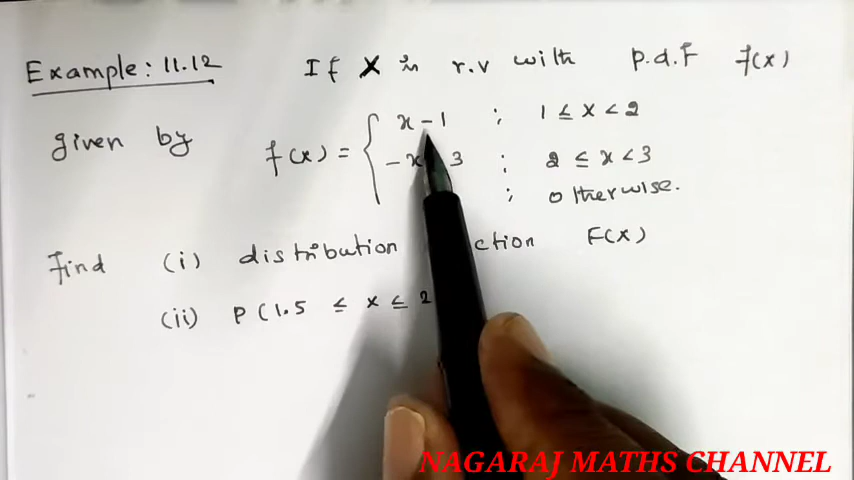 Example: 11.12 If X is r.v with p.d.f f(x)
given by f(x) = { x - 1 ; 1 ≤ x < 2
- x 3 ; 2 ≤ x < 3
; otherwise.
Find (i) distribution ction F(x)
(ii) P(1.5 ≤ x ≤ 2
NAGARAJ MATHS CHANNEL